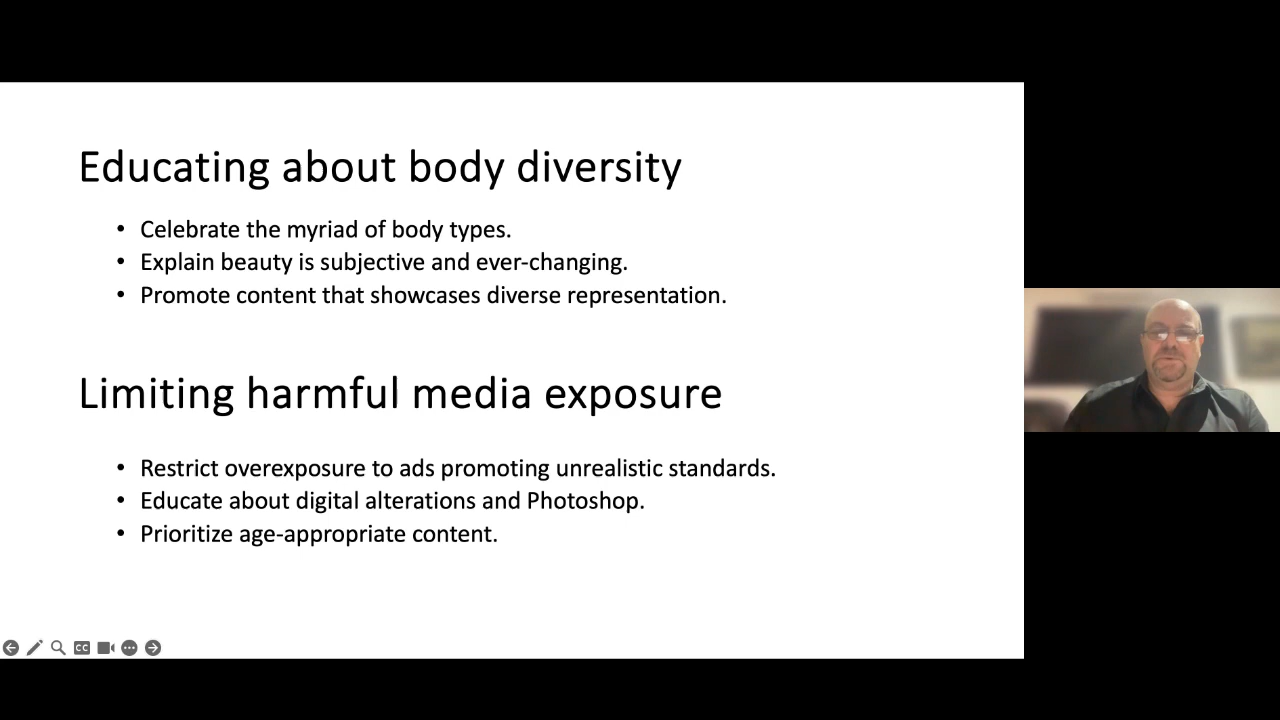 Educating about body diversity
• Celebrate the myriad of body types.
• Explain beauty is subjective and ever-changing.
• Promote content that showcases diverse representation.
Limiting harmful media exposure
• Restrict overexposure to ads promoting unrealistic standards.
• Educate about digital alterations and Photoshop.
• Prioritize age-appropriate content.
CC